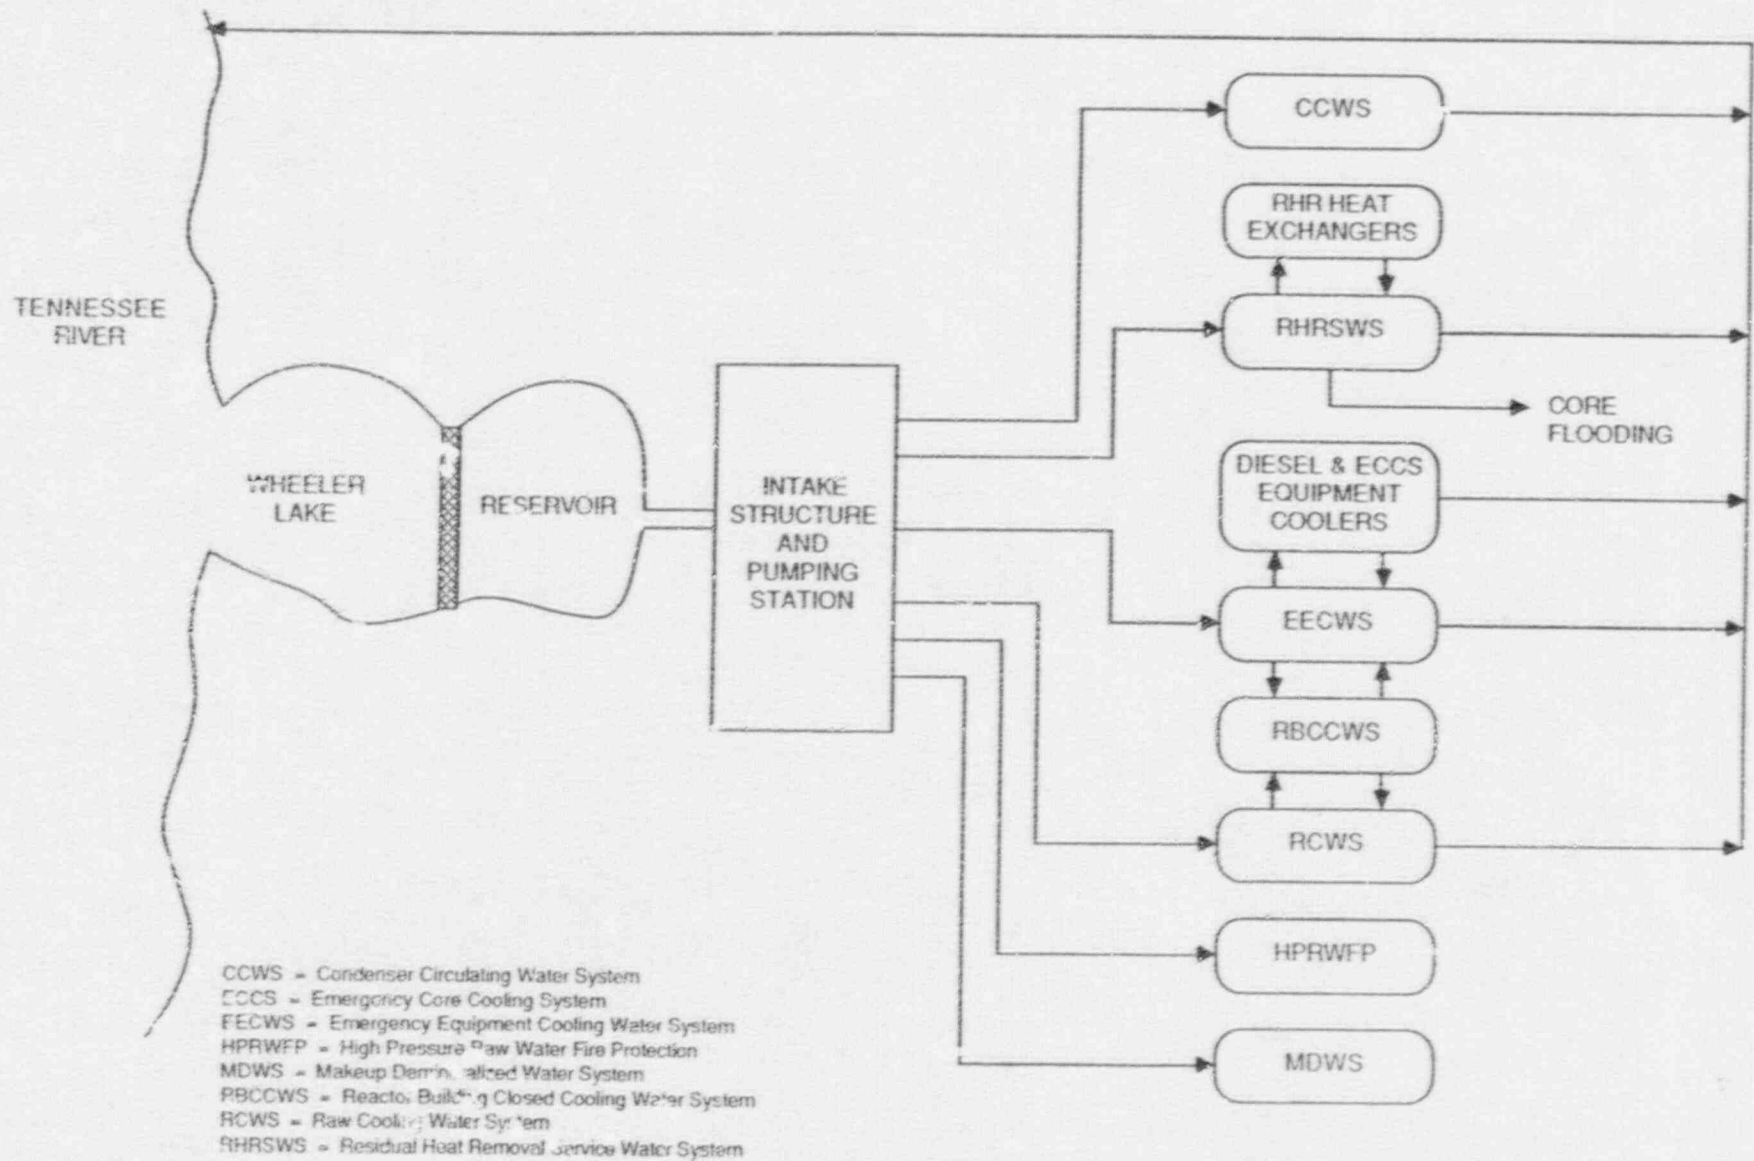 TENNESSEE
RIVER
WHEELER
LAKE
RESERVOIR
INTAKE
STRUCTURE
AND
PUMPING
STATION
CCWS
RHR HEAT
EXCHANGERS
RHRSWS
CORE
FLOODING
DIESEL & ECCS
EQUIPMENT
COOLERS
EECWS
RBCCWS
RCWS
HPRWFP
MDWS
CCWS = Condenser Circulating Water System
ECCS = Emergency Core Cooling System
EECWS = Emergency Equipment Cooling Water System
HPRWFP = High Pressure Raw Water Fire Protection
MDWS = Makeup Water System
RBCCWS = Reactor Building Closed Cooling Water System
RCWS = Raw Cooling Water System
RHRSWS = Residual Heat Removal Service Water System